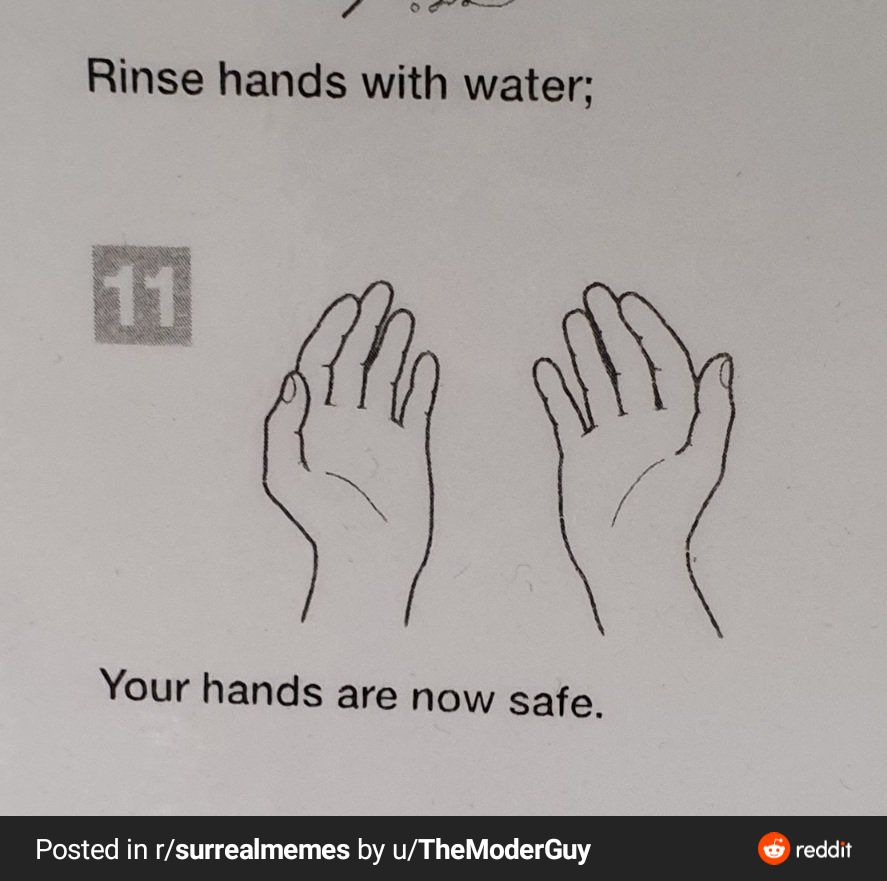 Rinse hands with water;
11
Your hands are now safe.
Posted in r/surrealmemes by u/TheModerGuy
reddit